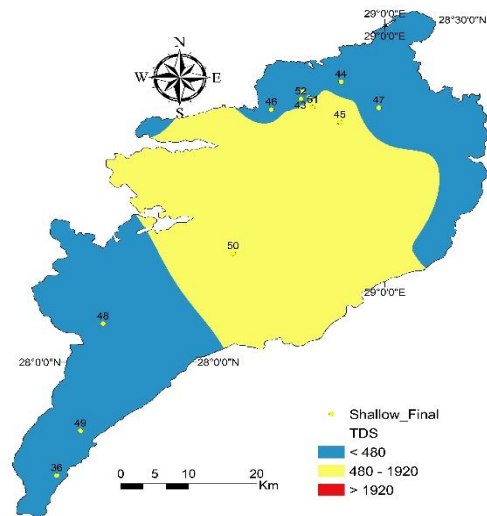 29°0'0"E
28°30'0"N
29°0'0"E
N
W E
S
44
52
46
43
51
47
45
50
29°0'0"E
48
28°0'0"N
28°0'0"N
49
36
Shallow_Final
TDS
< 480
480 - 1920
> 1920
0 5 10 20
Km